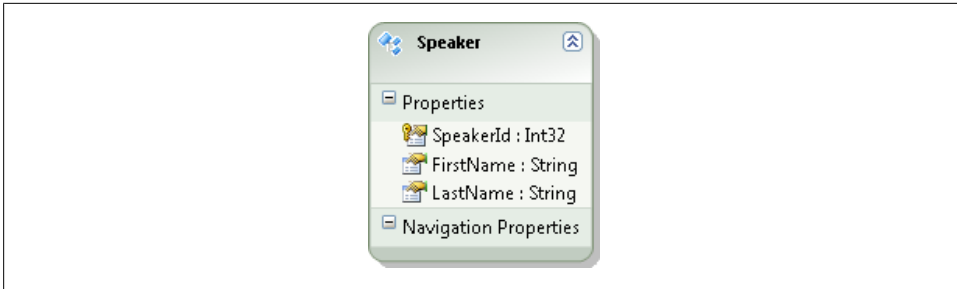 Speaker
Properties
SpeakerId : Int32
FirstName : String
LastName : String
Navigation Properties